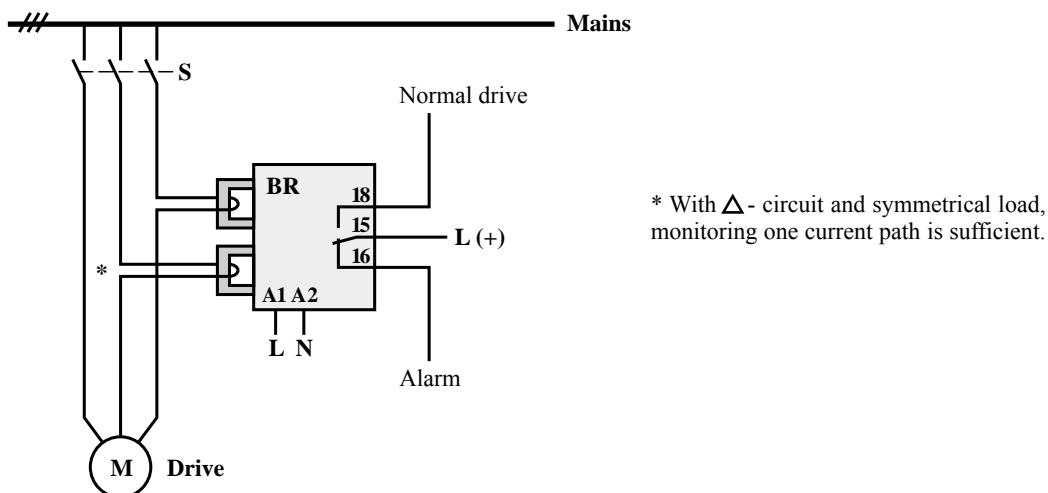 Mains
S
Normal drive
BR
18
15
L (+)
16
*
A1 A2
L N
Alarm
M
Drive
* With Δ - circuit and symmetrical load,
monitoring one current path is sufficient.